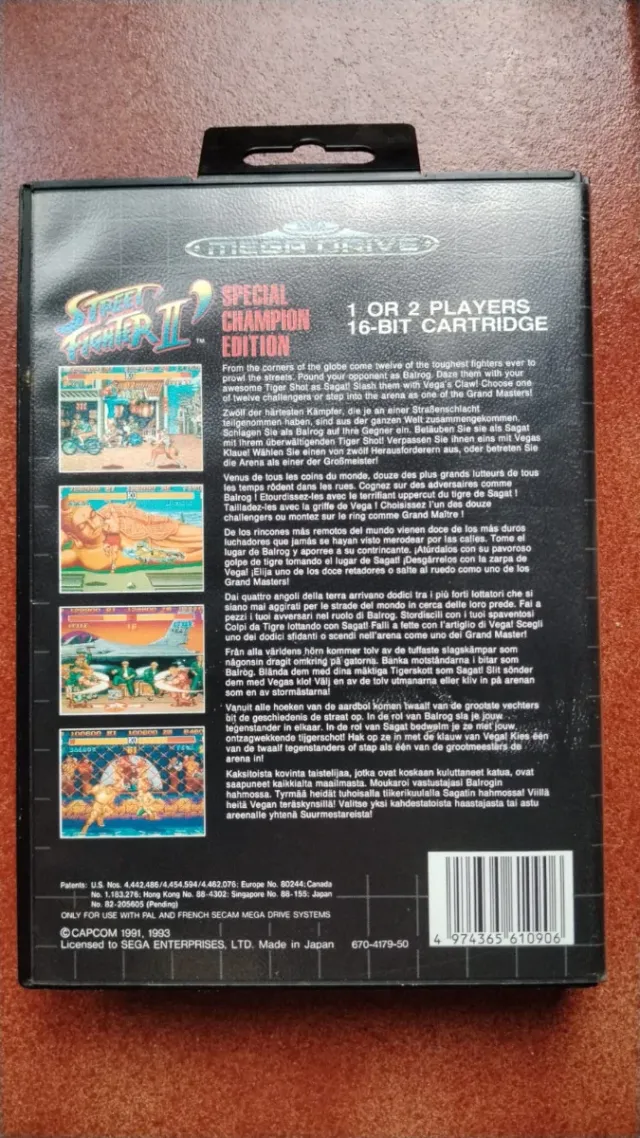 MEGA DRIVE
STREET
FIGHTER II'
™
SPECIAL
CHAMPION
EDITION
1 OR 2 PLAYERS
16-BIT CARTRIDGE
From the corners of the globe come twelve of the toughest fighters ever to
prowl the streets. Pound your opponent as Balrog. Daze them with your
awesome Tiger Shot as Sagat! Slash them with Vega's Claw! Choose one
of twelve challengers or step into the arena as one of the Grand Masters!
Zwölf der härtesten Kämpfer, die je an einer Straßenschlacht
teilgenommen haben, sind aus der ganzen Welt zusammengekommen.
Schlagen Sie als Balrog auf Ihre Gegner ein. Betäuben Sie sie als Sagat
mit Ihrem überwältigenden Tiger Shot! Verpassen Sie ihnen eins mit Vegas
Klaue! Wählen Sie einen von zwölf Herausforderern aus, oder betreten Sie
die Arena als einer der Großmeister!
Venus de tous les coins du monde, douze des plus grands lutteurs de tous
les temps rôdent dans les rues. Cognez sur des adversaires comme
Balrog ! Etourdissez-les avec le terrifiant uppercut du tigre de Sagat !
Tailladez-les avec la griffe de Vega ! Choisissez l'un des douze
challengers ou montez sur le ring comme Grand Maître !
De los rincones más remotos del mundo vienen doce de los más duros
luchadores que jamás se hayan visto merodear por las calles. Tome el
lugar de Balrog y aporree a su contrincante. ¡Atúrdalos con su pavoroso
golpe de tigre tomando el lugar de Sagat! ¡Desgárrelos con la zarpa de
Vega! ¡Elija uno de los doce retadores o salte al ruedo como uno de los
Grand Masters!
Dai quattro angoli della terra arrivano dodici tra i più forti lottatori che si
siano mai aggirati per le strade del mondo in cerca delle loro prede. Fai a
pezzi i tuoi avversari nel ruolo di Balrog. Stordiscili con i tuoi spaventosi
Colpi da Tigre lottando con Sagat! Falli a fette con l'artiglio di Vega! Scegli
uno dei dodici sfidanti o scendi nell'arena come uno dei Grand Master!
Från alla världens hörn kommer tolv av de tuffaste slagskämpar som
någonsin dragit omkring på gatorna. Banka motståndarna i bitar som
Balrog. Blända dem med dina mäktiga Tigerskott som Sagat! Slit sönder
dem med Vegas klo! Välj en av de tolv utmanarna eller kliv in på arenan
som en av stormästarna!
Vanuit alle hoeken van de aardbol komen twaalf van de grootste vechters
uit de geschiedenis de straat op. In de rol van Balrog sla je jouw
tegenstander in elkaar. In de rol van Sagat bedwelm je ze met jouw
ontzagwekkende tijgerschot! Hak op ze in met de klauw van Vega! Kies één
van de twaalf tegenstanders of stap als één van de grootmeesters de
arena in!
Kaksitoista kovinta taistelijaa, jotka ovat koskaan kuluttaneet katua, ovat
saapuneet kaikkialta maailmasta. Moukaroi vastustajasi Balrogin
hahmossa. Tyrmää heidät tuhoisalla tiikerikuulalla Sagatin hahmossa! Viillä
heitä Vegan teräskynsillä! Valitse yksi kahdestatoista haastajasta tai astu
areenalle yhtenä Suurmestareista!
Patents: U.S. Nos. 4,442,486/4,454,594/4,462,076; Europe No. 80244; Canada
No. 1,183,276; Hong Kong No. 88-4302; Singapore No. 88-155; Japan
No. 82-205605 (Pending)
ONLY FOR USE WITH PAL AND FRENCH SECAM MEGA DRIVE SYSTEMS
©CAPCOM 1991, 1993
Licensed to SEGA ENTERPRISES, LTD. Made in Japan 670-4179-50
4 974365 610906